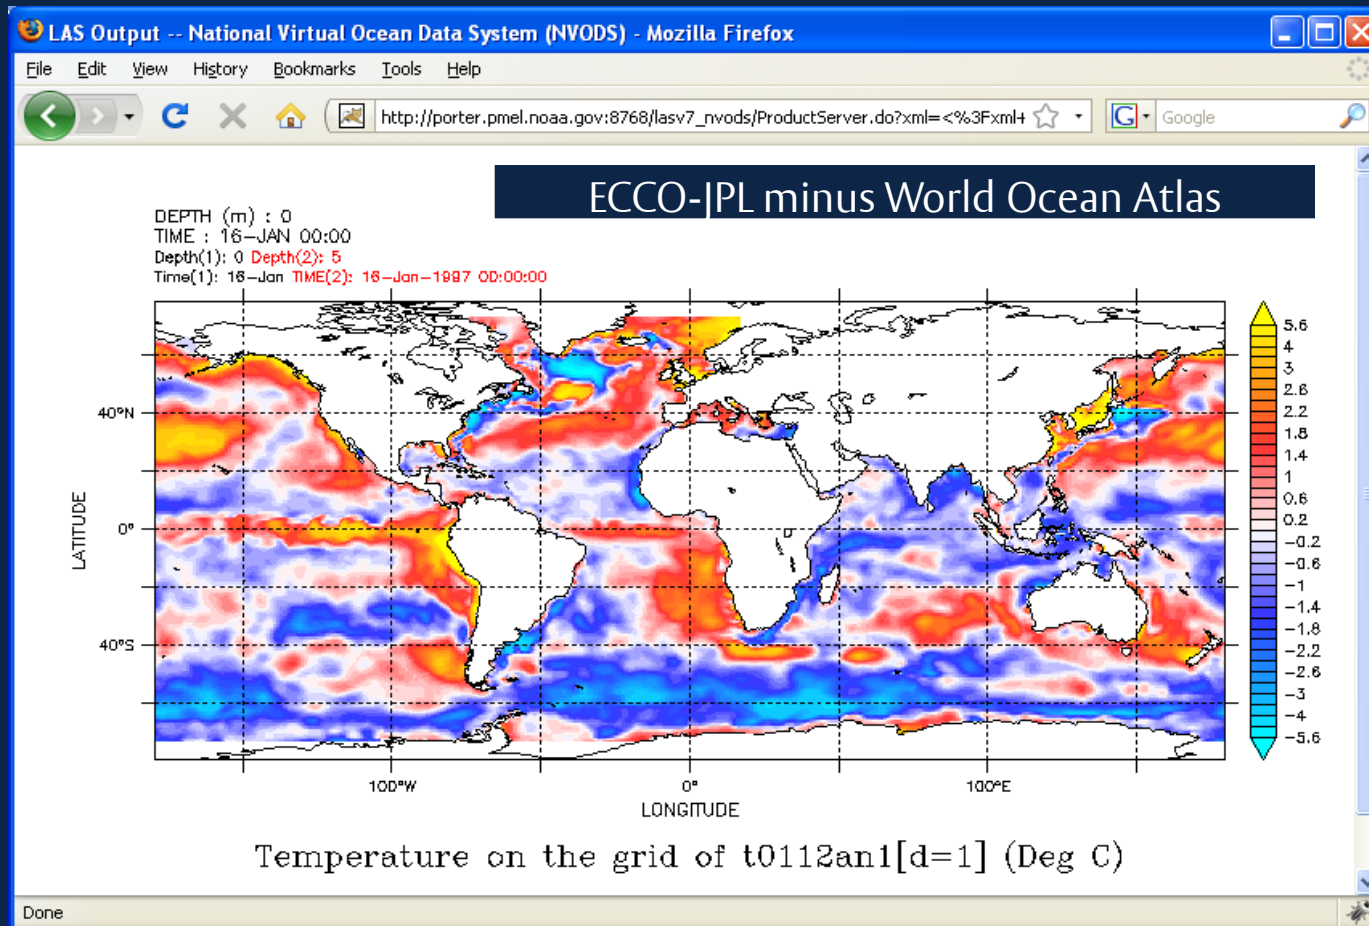 LAS Output -- National Virtual Ocean Data System (NVODS) - Mozilla Firefox
File Edit View History Bookmarks Tools Help
http://porter.pmel.noaa.gov:8768/lasv7_nvods/ProductServer.do?xml=<%3Fxml+
G Google
ECCO-JPL minus World Ocean Atlas
DEPTH (m) : 0
TIME : 16-JAN 00:00
Depth(1): 0 Depth(2): 5
Time(1): 16-Jan TIME(2): 16-Jan-1997 00:00:00
5.6
4
3
2.6
2.2
1.8
1.4
1
0.6
0.2
-0.2
-0.6
-1
-1.4
-1.8
-2.2
-2.6
-3
-4
-5.6
40°N
0°
40°S
LATITUDE
100°W 0° 100°E
LONGITUDE
Temperature on the grid of t0112an1[d=1] (Deg C)
Done